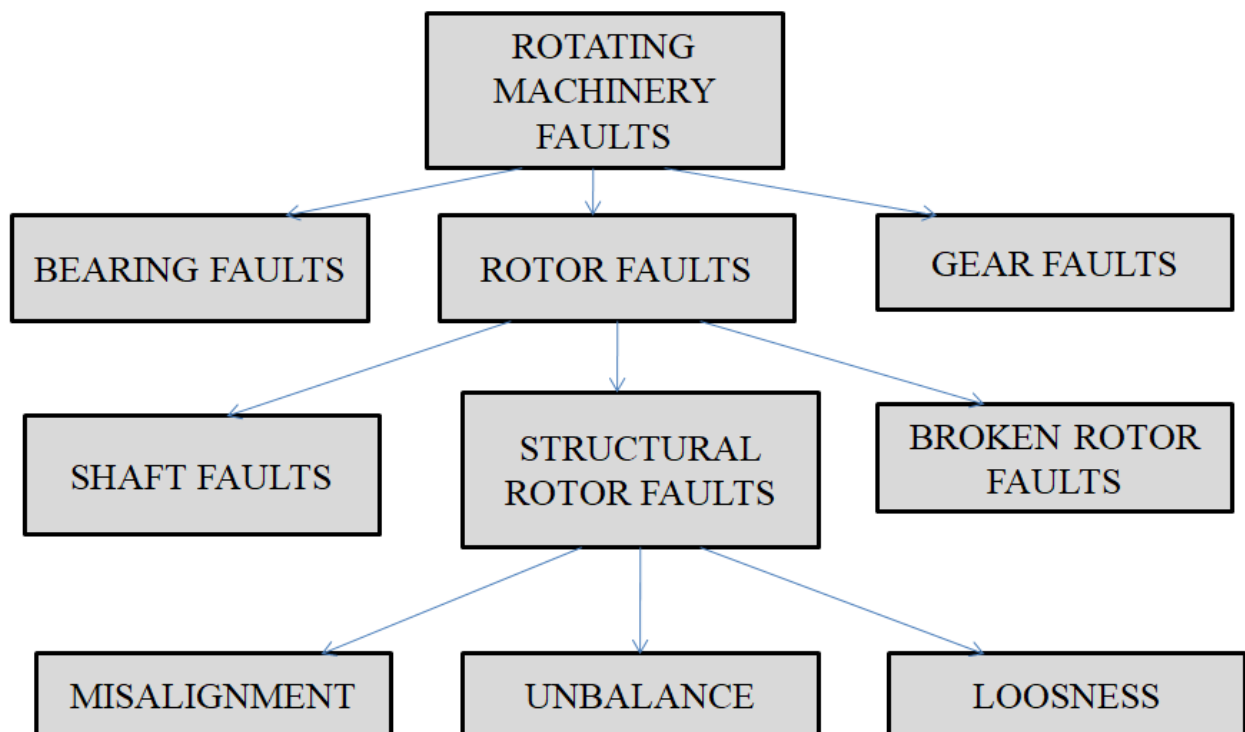 ROTATING
MACHINERY
FAULTS
BEARING FAULTS
ROTOR FAULTS
GEAR FAULTS
SHAFT FAULTS
STRUCTURAL
ROTOR FAULTS
BROKEN ROTOR
FAULTS
MISALIGNMENT
UNBALANCE
LOOSNESS